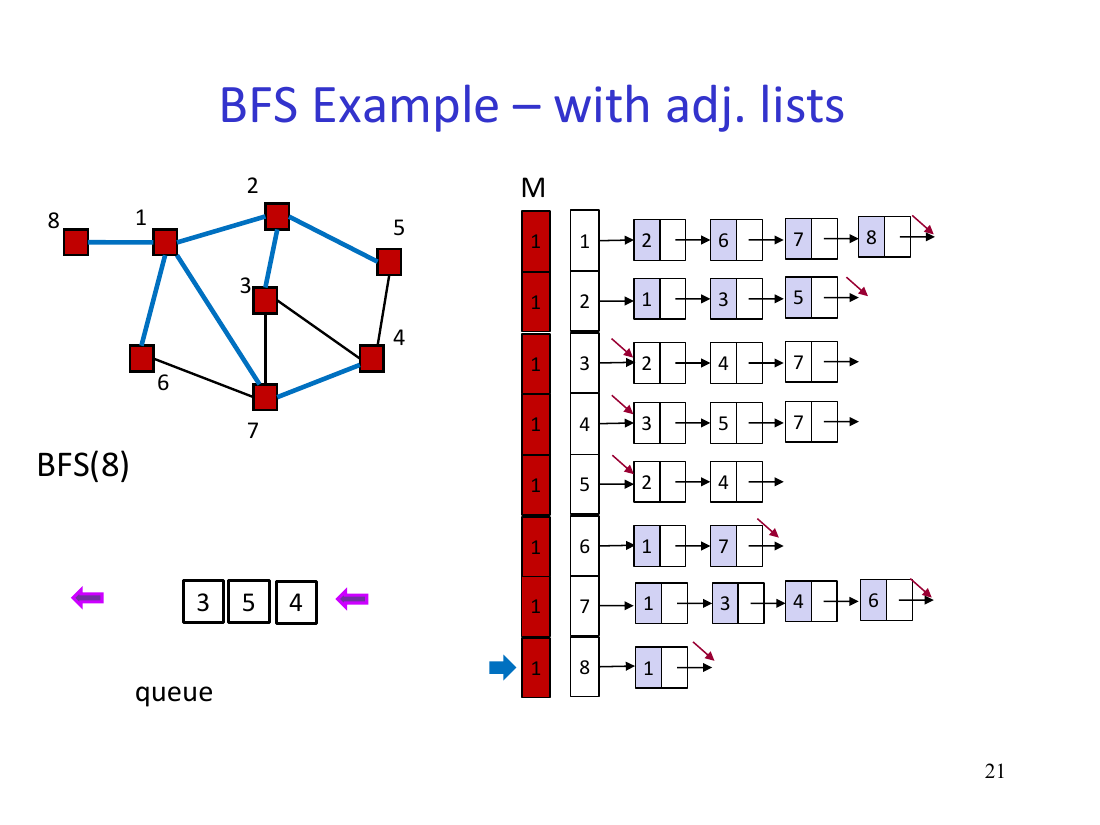 BFS Example – with adj. lists
M
2
8
1
5
3
4
6
7
BFS(8)
3 5 4
queue
1 1 2 6 7 8
1 2 1 3 5
1 3 2 4 7
1 4 3 5 7
1 5 2 4
1 6 1 7
1 7 1 3 4 6
1 8 1
21